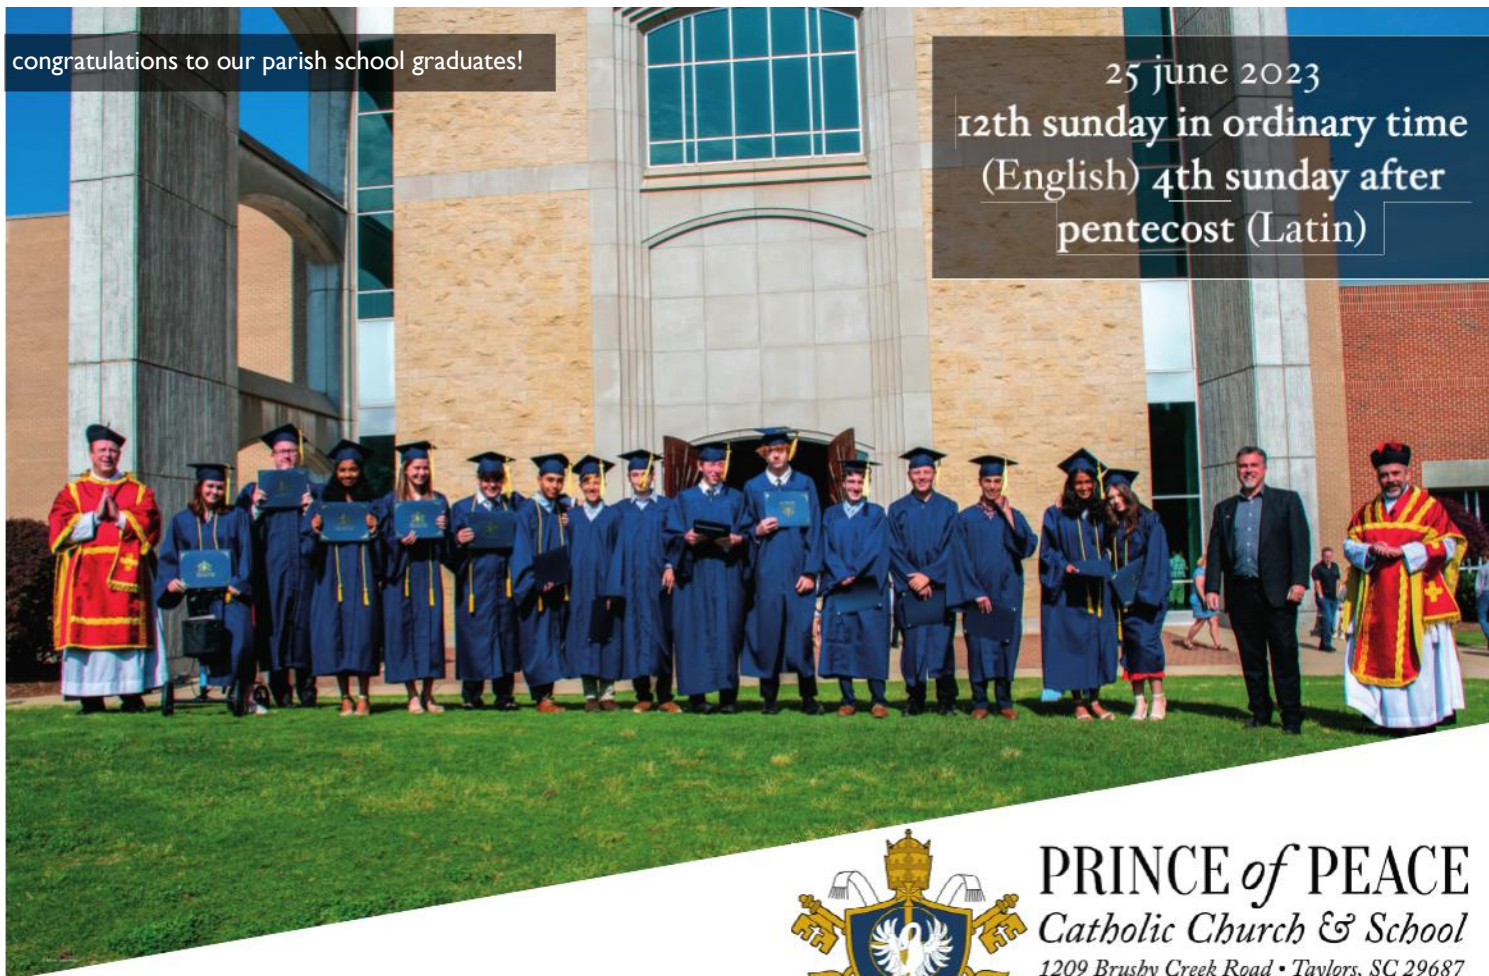 congratulations to our parish school graduates!
25 june 2023
12th sunday in ordinary time
(English) 4th sunday after
pentecost (Latin)
PRINCE of PEACE
Catholic Church & School
1209 Brushy Creek Road • Taylors, SC 29687